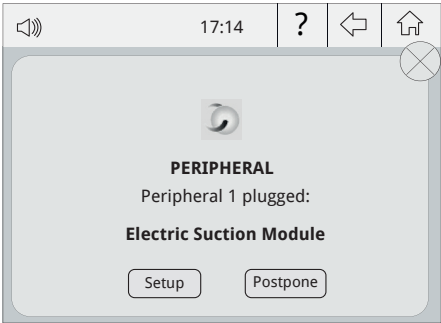 17:14
?
PERIPHERAL
Peripheral 1 plugged:
Electric Suction Module
Setup
Postpone